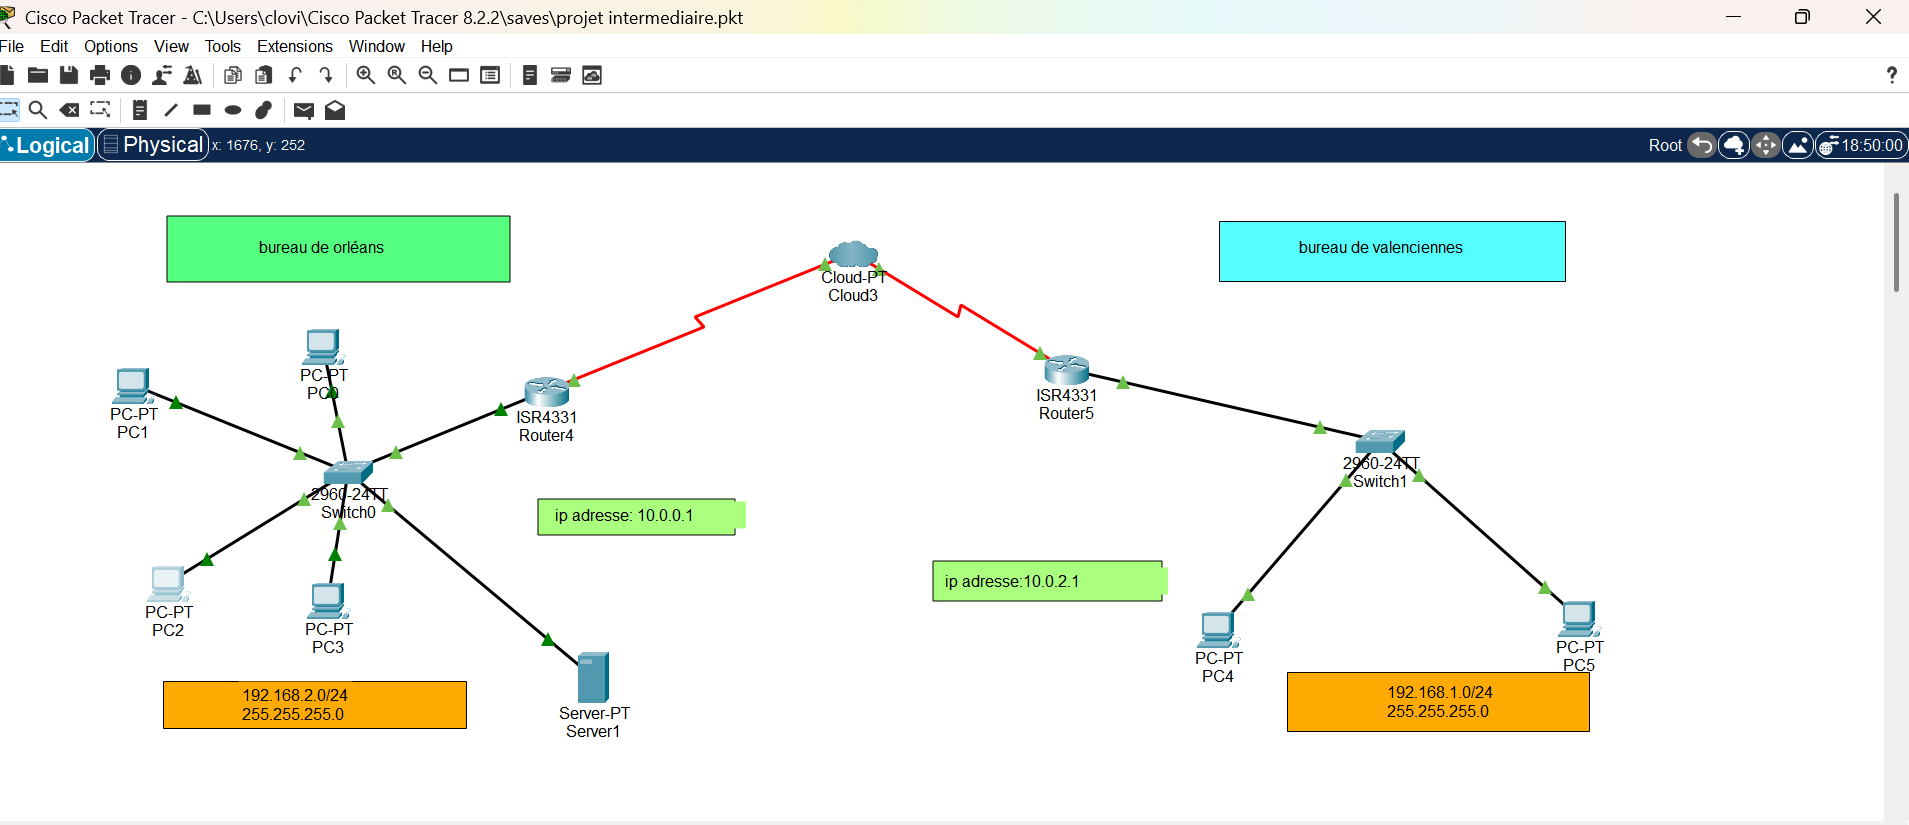 Cisco Packet Tracer - C:\Users\clovi\Cisco Packet Tracer 8.2.2\saves\projet intermediaire.pkt
File Edit Options View Tools Extensions Window Help
?
Logical Physical x: 1676, y: 252 Root 18:50:00
bureau de orléans
bureau de valenciennes
Cloud-PT
Cloud3
PC-PT
PC0
PC-PT
PC1
ISR4331
Router4
ISR4331
Router5
2960-24TT
Switch0
2960-24TT
Switch1
ip adresse: 10.0.0.1
ip adresse:10.0.2.1
PC-PT
PC2
PC-PT
PC3
PC-PT
PC4
PC-PT
PC5
192.168.2.0/24
255.255.255.0
192.168.1.0/24
255.255.255.0
Server-PT
Server1